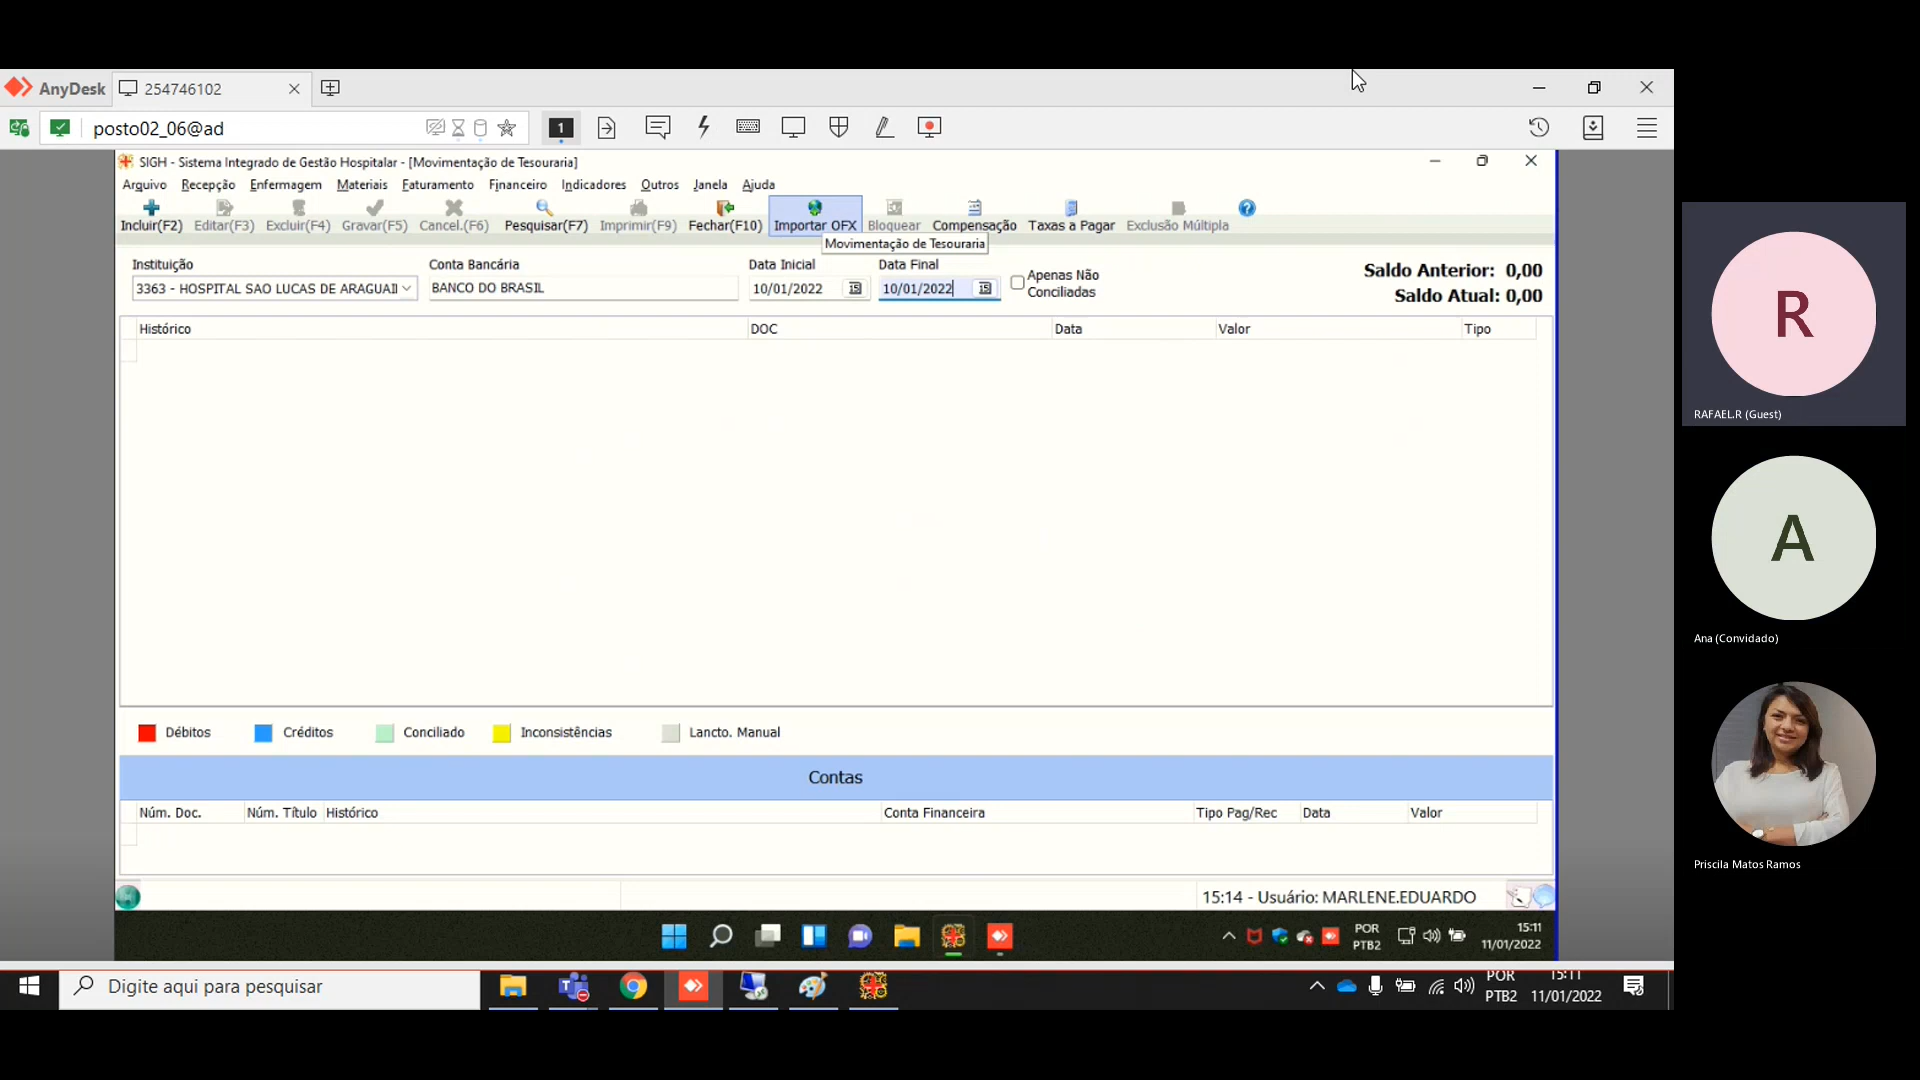 AnyDesk 254746102
posto02_06@ad 1
SIGH - Sistema Integrado de Gestão Hospitalar - [Movimentação de Tesouraria]
Arquivo Recepção Enfermagem Materiais Faturamento Financeiro Indicadores Outros Janela Ajuda
Incluir(F2) Editar(F3) Excluir(F4) Gravar(F5) Cancel.(F6) Pesquisar(F7) Imprimir(F9) Fechar(F10) Importar OFX Bloquear Compensação Taxas a Pagar Exclusão Múltipla
Movimentação de Tesouraria
Instituição Conta Bancária Data Inicial Data Final
3363 - HOSPITAL SAO LUCAS DE ARAGUAII BANCO DO BRASIL 10/01/2022 15 10/01/2022 15
Apenas Não
Conciliadas
Saldo Anterior: 0,00
Saldo Atual: 0,00
Histórico DOC Data Valor Tipo
Débitos Créditos Conciliado Inconsistências Lancto. Manual
Contas
Núm. Doc. Núm. Título Histórico Conta Financeira Tipo Pag/Rec Data Valor
15:14 - Usuário: MARLENE.EDUARDO
POR
PTB2
15:11
11/01/2022
Digite aqui para pesquisar
POR
PTB2
15:11
11/01/2022
R
RAFAEL.R (Guest)
A
Ana (Convidado)
Priscila Matos Ramos